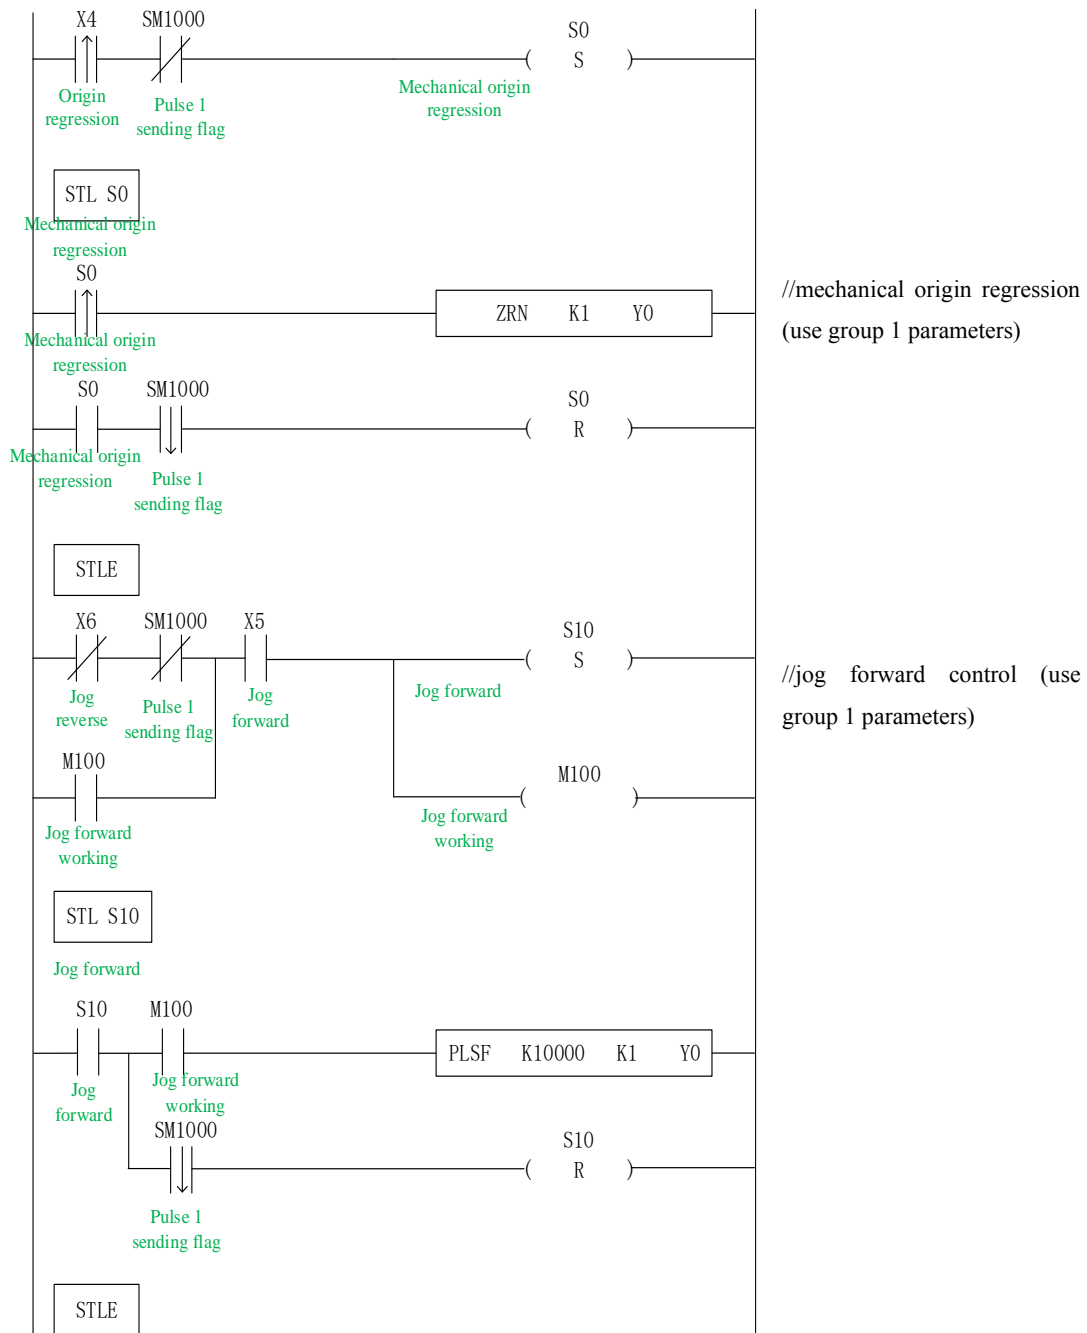 X4 SM1000 S0
( S )
Origin
regression
Pulse 1
sending flag
Mechanical origin
regression
STL S0
Mechanical origin
regression
S0
ZRN K1 Y0
Mechanical origin
regression
//mechanical origin regression
(use group 1 parameters)
S0 SM1000 S0
( R )
Mechanical origin
regression
Pulse 1
sending flag
STLE
X6 SM1000 X5 S10
( S )
Jog
reverse
Pulse 1
sending flag
Jog
forward
Jog forward
//jog forward control (use
group 1 parameters)
M100 M100
( )
Jog forward
working
Jog forward
working
STL S10
Jog forward
S10 M100
PLSF K10000 K1 Y0
Jog
forward
Jog forward
working
SM1000 S10
( R )
Pulse 1
sending flag
STLE